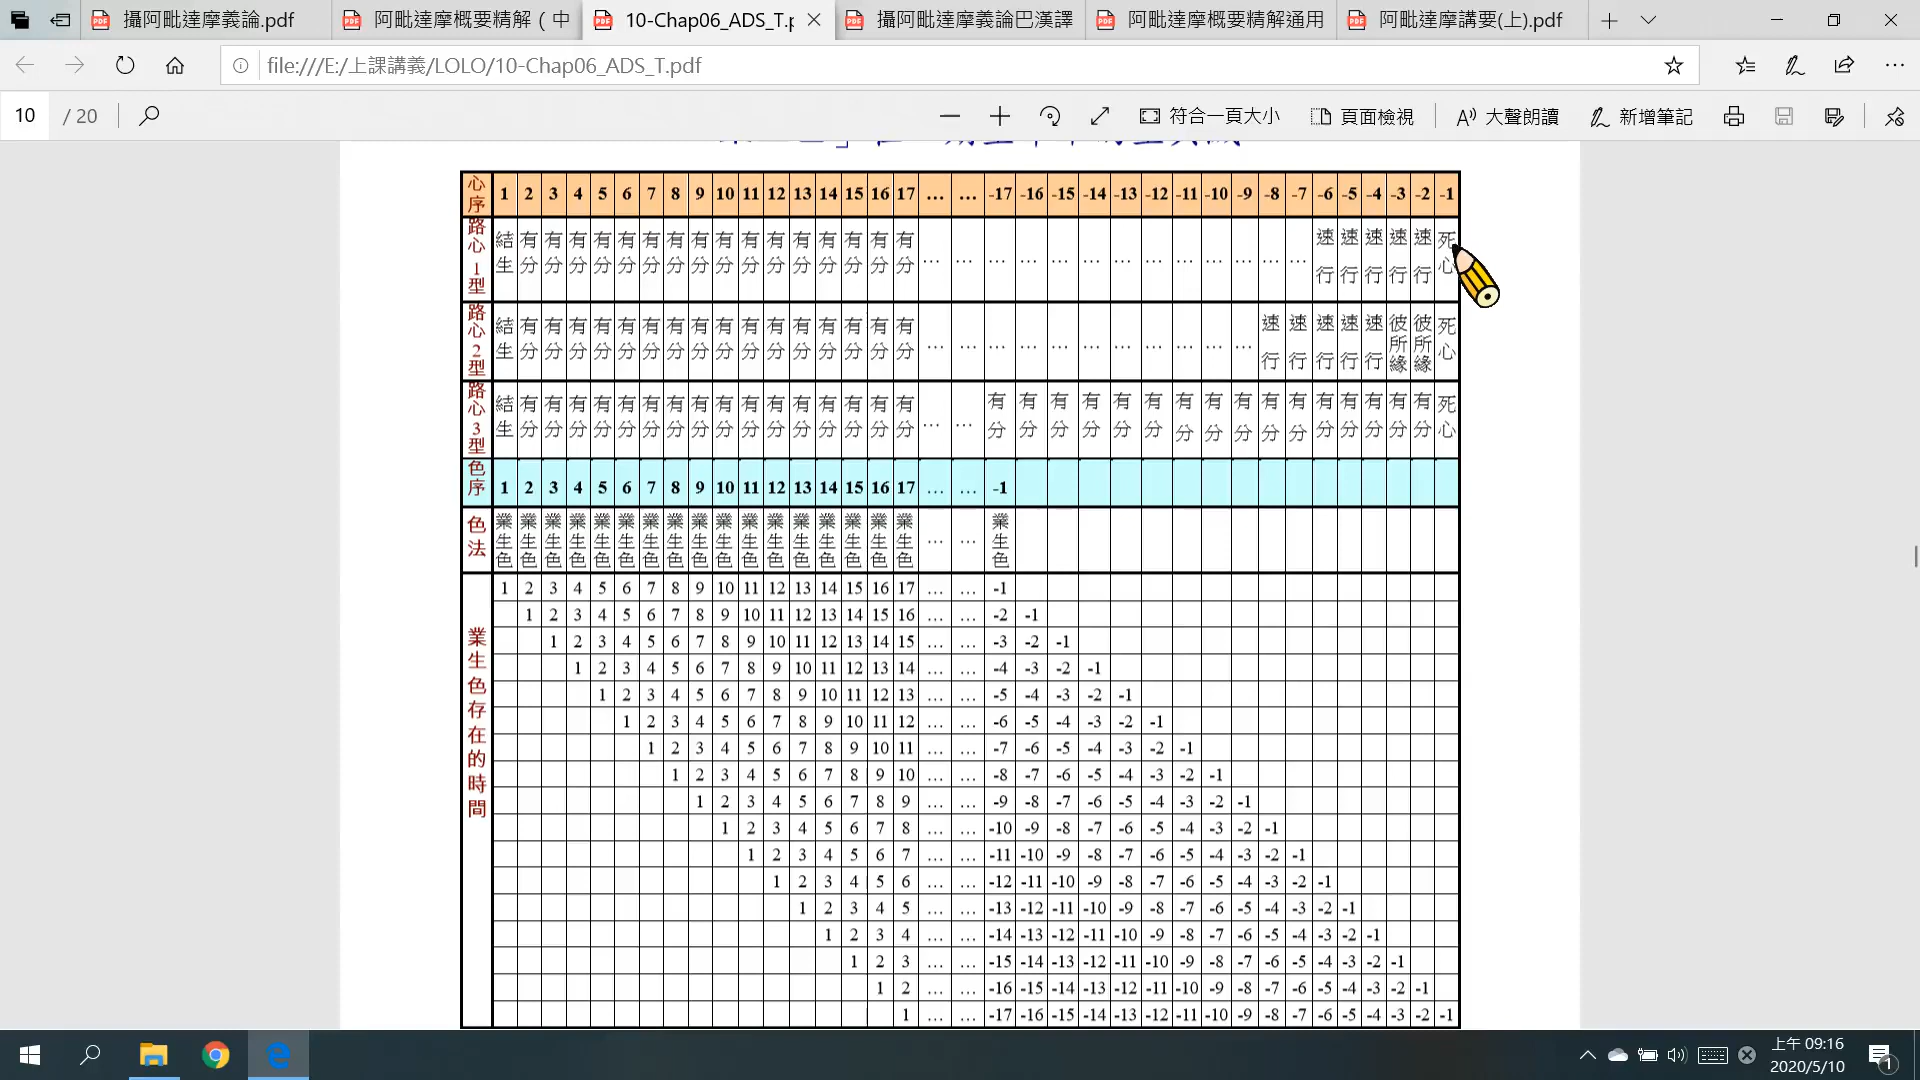 攝阿毗達摩義論.pdf
阿毗達摩概要精解 ( 中
10-Chap06_ADS_T.p
攝阿毗達摩義論巴漢譯
阿毗達摩概要精解通用
阿毗達摩講要(上).pdf
file:///E:/上課講義/LOLO/10-Chap06_ADS_T.pdf
10 / 20
符合一頁大小
頁面檢視
大聲朗讀
新增筆記
心序 1 2 3 4 5 6 7 8 9 10 11 12 13 14 15 16 17 ... ... -17 -16 -15 -14 -13 -12 -11 -10 -9 -8 -7 -6 -5 -4 -3 -2 -1
路心1型 結生 有分 有分 有分 有分 有分 有分 有分 有分 有分 有分 有分 有分 有分 有分 有分 有分 ... ... ... ... ... ... ... ... ... ... ... ... ... 速行 速行 速行 速行 速行 死心
路心2型 結生 有分 有分 有分 有分 有分 有分 有分 有分 有分 有分 有分 有分 有分 有分 有分 有分 ... ... ... ... ... ... ... ... ... ... ... 速行 速行 速行 速行 速行 彼所緣 彼所緣 死心
路心3型 結生 有分 有分 有分 有分 有分 有分 有分 有分 有分 有分 有分 有分 有分 有分 有分 有分 ... ... 有分 有分 有分 有分 有分 有分 有分 有分 有分 有分 有分 有分 有分 有分 有分 有分 死心
色序 1 2 3 4 5 6 7 8 9 10 11 12 13 14 15 16 17 ... ... -1
色法 業生色 業生色 業生色 業生色 業生色 業生色 業生色 業生色 業生色 業生色 業生色 業生色 業生色 業生色 業生色 業生色 業生色 ... ... 業生色
業生色存在的時間
1 2 3 4 5 6 7 8 9 10 11 12 13 14 15 16 17 ... ... -1
1 2 3 4 5 6 7 8 9 10 11 12 13 14 15 16 ... ... -2 -1
1 2 3 4 5 6 7 8 9 10 11 12 13 14 15 ... ... -3 -2 -1
1 2 3 4 5 6 7 8 9 10 11 12 13 14 ... ... -4 -3 -2 -1
1 2 3 4 5 6 7 8 9 10 11 12 13 ... ... -5 -4 -3 -2 -1
1 2 3 4 5 6 7 8 9 10 11 12 ... ... -6 -5 -4 -3 -2 -1
1 2 3 4 5 6 7 8 9 10 11 ... ... -7 -6 -5 -4 -3 -2 -1
1 2 3 4 5 6 7 8 9 10 ... ... -8 -7 -6 -5 -4 -3 -2 -1
1 2 3 4 5 6 7 8 9 ... ... -9 -8 -7 -6 -5 -4 -3 -2 -1
1 2 3 4 5 6 7 8 ... ... -10 -9 -8 -7 -6 -5 -4 -3 -2 -1
1 2 3 4 5 6 7 ... ... -11 -10 -9 -8 -7 -6 -5 -4 -3 -2 -1
1 2 3 4 5 6 ... ... -12 -11 -10 -9 -8 -7 -6 -5 -4 -3 -2 -1
1 2 3 4 5 ... ... -13 -12 -11 -10 -9 -8 -7 -6 -5 -4 -3 -2 -1
1 2 3 4 ... ... -14 -13 -12 -11 -10 -9 -8 -7 -6 -5 -4 -3 -2 -1
1 2 3 ... ... -15 -14 -13 -12 -11 -10 -9 -8 -7 -6 -5 -4 -3 -2 -1
1 2 ... ... -16 -15 -14 -13 -12 -11 -10 -9 -8 -7 -6 -5 -4 -3 -2 -1
1 ... ... -17 -16 -15 -14 -13 -12 -11 -10 -9 -8 -7 -6 -5 -4 -3 -2 -1
上午 09:16
2020/5/10
1